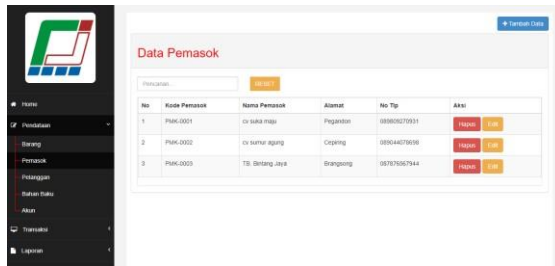 Tambah Data
Data Pemasok
Pencarian...
RESET
Home
Pendataan
Barang
Pemasok
Pelanggan
Bahan Baku
Akun
Transaksi
Laporan
No Kode Pemasok Nama Pemasok Alamat No Tlp Aksi
1 PMK-0001 cv suka maju Pegandon 089809270931 Hapus Edit
2 PMK-0002 cv sumur agung Cepiring 089044078698 Hapus Edit
3 PMK-0003 TB. Bintang Jaya Brangsong 087876567944 Hapus Edit